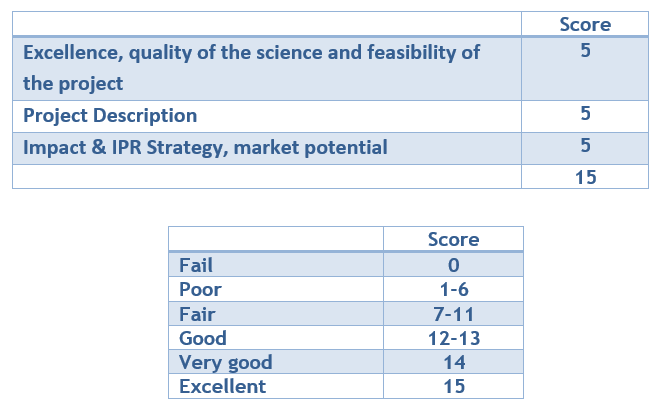 Score
Excellence, quality of the science and feasibility of 5
the project
Project Description 5
Impact & IPR Strategy, market potential 5
15
Score
Fail 0
Poor 1-6
Fair 7-11
Good 12-13
Very good 14
Excellent 15